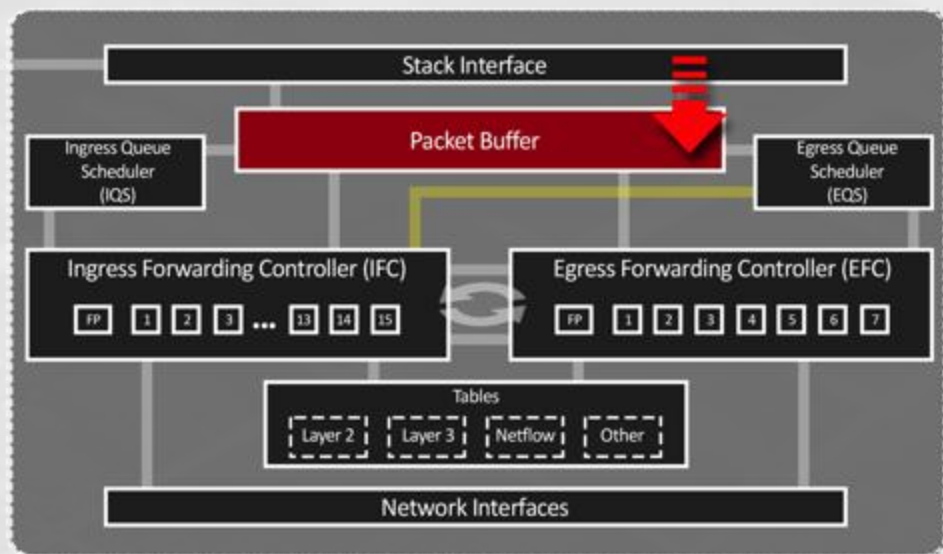 Stack Interface
Packet Buffer
Ingress Queue
Scheduler
(IQS)
Egress Queue
Scheduler
(EQS)
Ingress Forwarding Controller (IFC)
FP 1 2 3 ... 13 14 15
Egress Forwarding Controller (EFC)
FP 1 2 3 4 5 6 7
Tables
Layer 2 Layer 3 Netflow Other
Network Interfaces